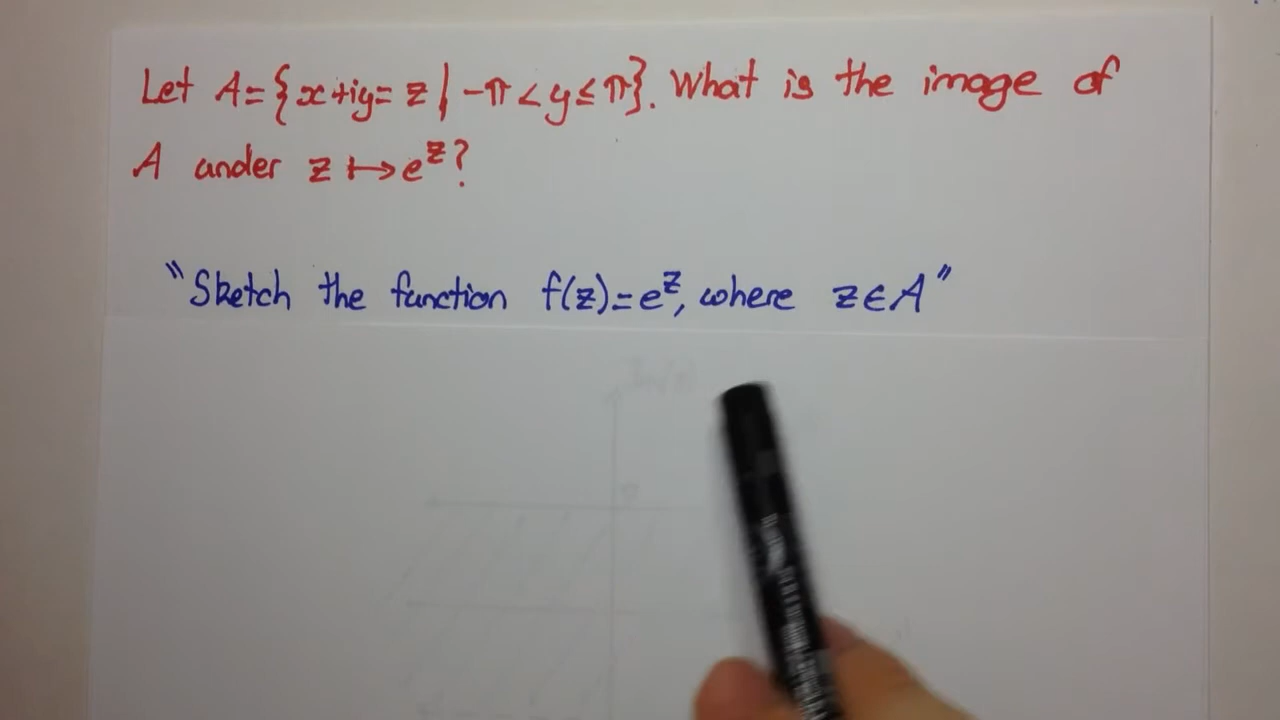 Let A={x+iy=z | -π<y≤π}. What is the image of
A under z ↦ e^z?
"Sketch the function f(z)=e^z, where z∈A"